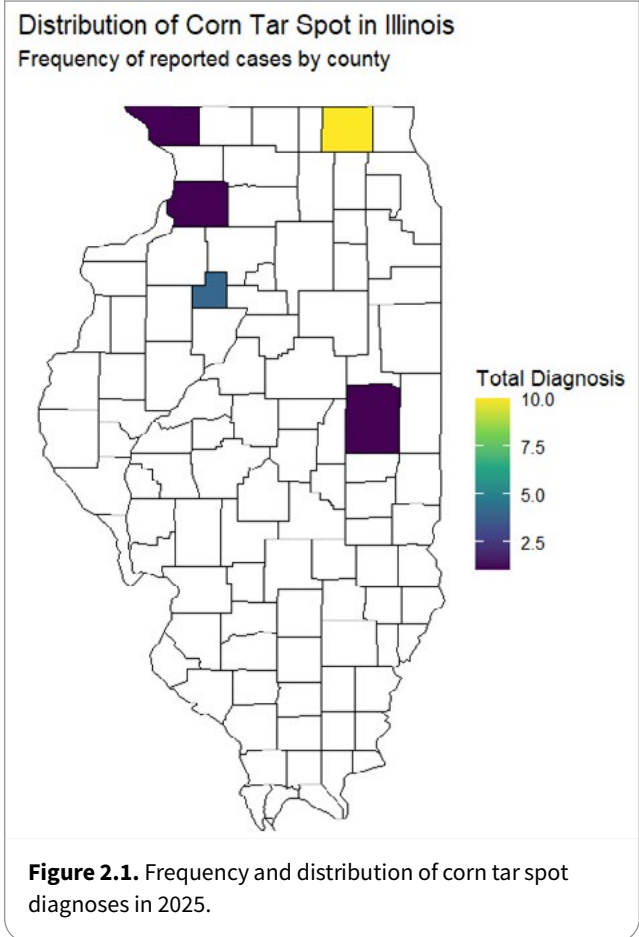 Distribution of Corn Tar Spot in Illinois
Frequency of reported cases by county
Total Diagnosis
10.0
7.5
5.0
2.5
Figure 2.1. Frequency and distribution of corn tar spot
diagnoses in 2025.